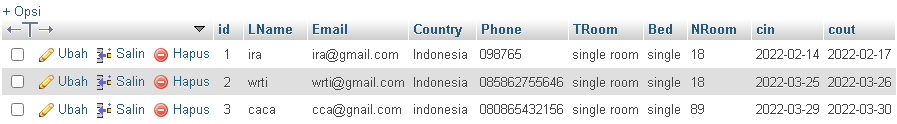 + Opsi
←T→ id LName Email Country Phone TRoom Bed NRoom cin cout
Ubah Salin Hapus 1 ira ira@gmail.com Indonesia 098765 single room single 18 2022-02-14 2022-02-17
Ubah Salin Hapus 2 wrti wrti@gmail.com Indonesia 085862755646 single room single 18 2022-03-25 2022-03-26
Ubah Salin Hapus 3 caca cca@gnail.com indonesia 080865432156 single room single 89 2022-03-29 2022-03-30